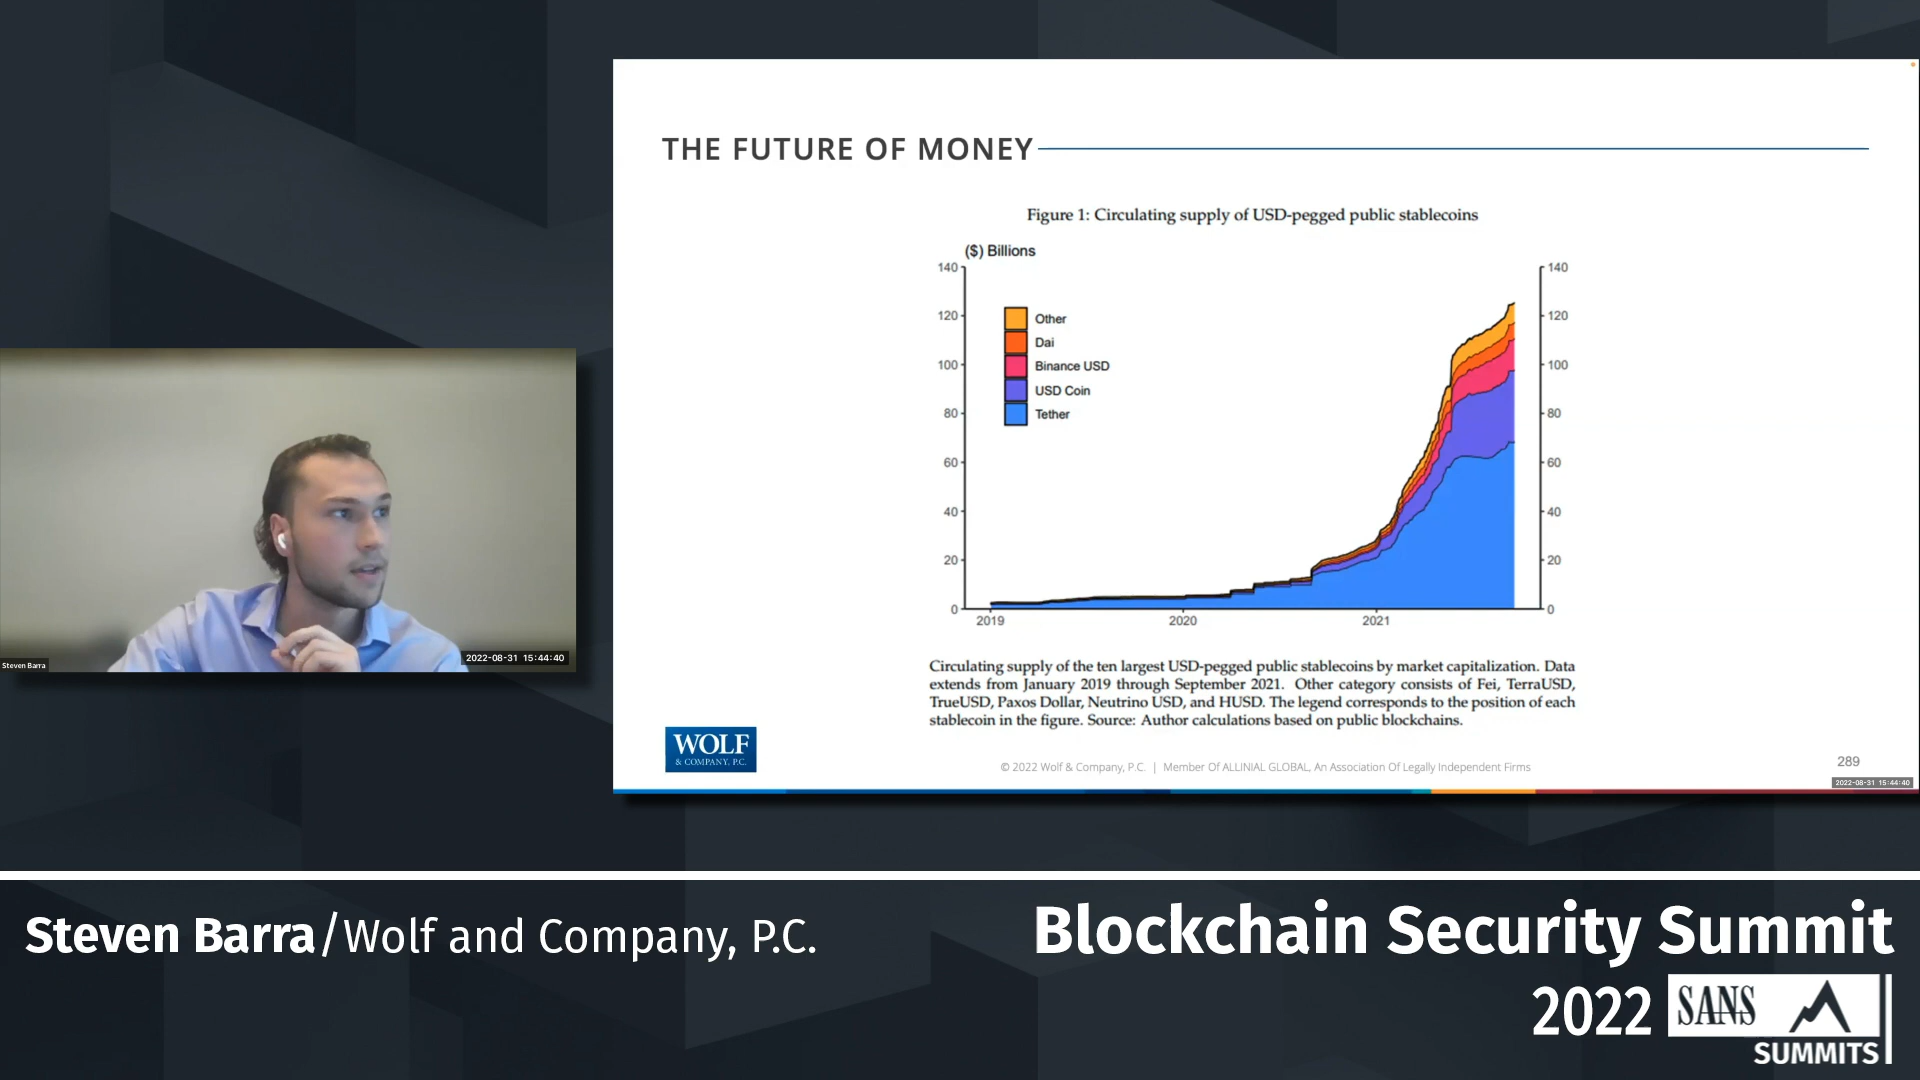 THE FUTURE OF MONEY
Figure 1: Circulating supply of USD-pegged public stablecoins
($) Billions
140
120
100
80
60
40
20
0
140
120
100
80
60
40
20
0
Other
Dai
Binance USD
USD Coin
Tether
2019
2020
2021
Circulating supply of the ten largest USD-pegged public stablecoins by market capitalization. Data
extends from January 2019 through September 2021. Other category consists of Fei, TerraUSD,
TrueUSD, Paxos Dollar, Neutrino USD, and HUSD. The legend corresponds to the position of each
stablecoin in the figure. Source: Author calculations based on public blockchains.
WOLF
& COMPANY, P.C.
© 2022 Wolf & Company, P.C. | Member Of ALLINIAL GLOBAL, An Association Of Legally Independent Firms
289
2022-08-31 15:44:40
Steven Barra
2022-08-31 15:44:40
Steven Barra/Wolf and Company, P.C.
Blockchain Security Summit
2022
SANS
SUMMITS